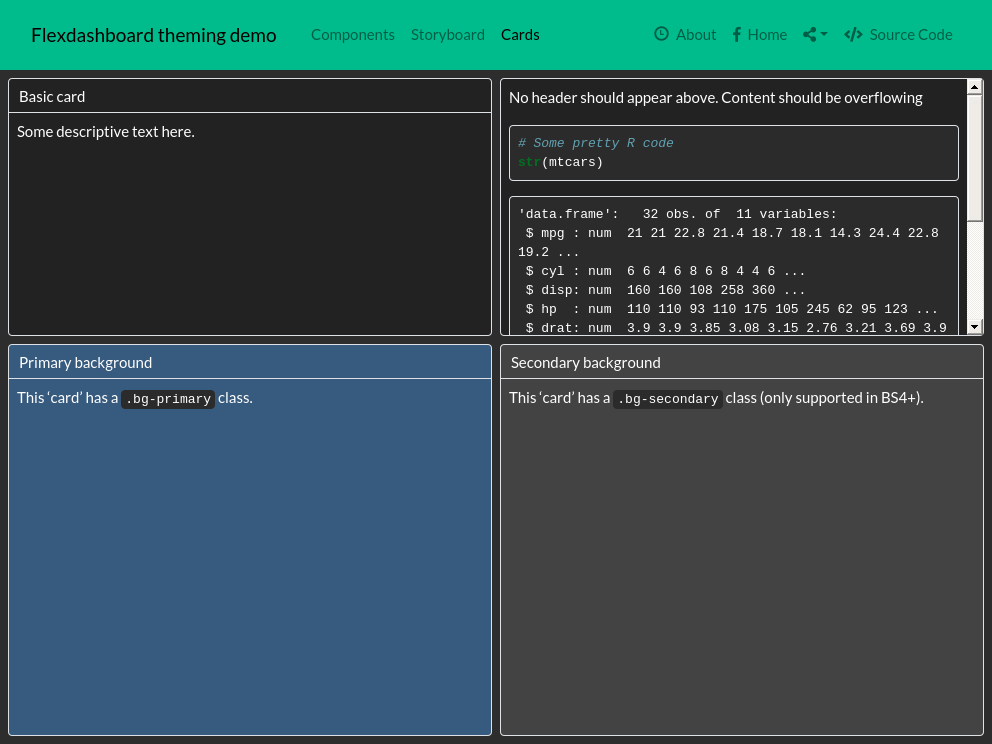 Flexdashboard theming demo Components Storyboard Cards About Home Source Code
Basic card
Some descriptive text here.
No header should appear above. Content should be overflowing
# Some pretty R code
str(mtcars)
'data.frame':   32 obs. of  11 variables:
 $ mpg : num  21 21 22.8 21.4 18.7 18.1 14.3 24.4 22.8
19.2 ...
 $ cyl : num  6 6 4 6 8 6 8 4 4 6 ...
 $ disp: num  160 160 108 258 360 ...
 $ hp  : num  110 110 93 110 175 105 245 62 95 123 ...
 $ drat: num  3.9 3.9 3.85 3.08 3.15 2.76 3.21 3.69 3.9
Primary background
This ‘card’ has a .bg-primary class.
Secondary background
This ‘card’ has a .bg-secondary class (only supported in BS4+).